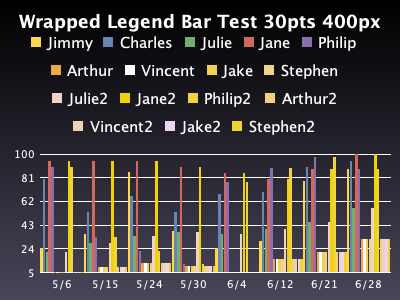 Wrapped Legend Bar Test 30pts 400px
Jimmy Charles Julie Jane Philip
Arthur Vincent Jake Stephen
Julie2 Jane2 Philip2 Arthur2
Vincent2 Jake2 Stephen2
100
81
62
43
24
5
5/6 5/15 5/24 5/30 6/4 6/12 6/21 6/28